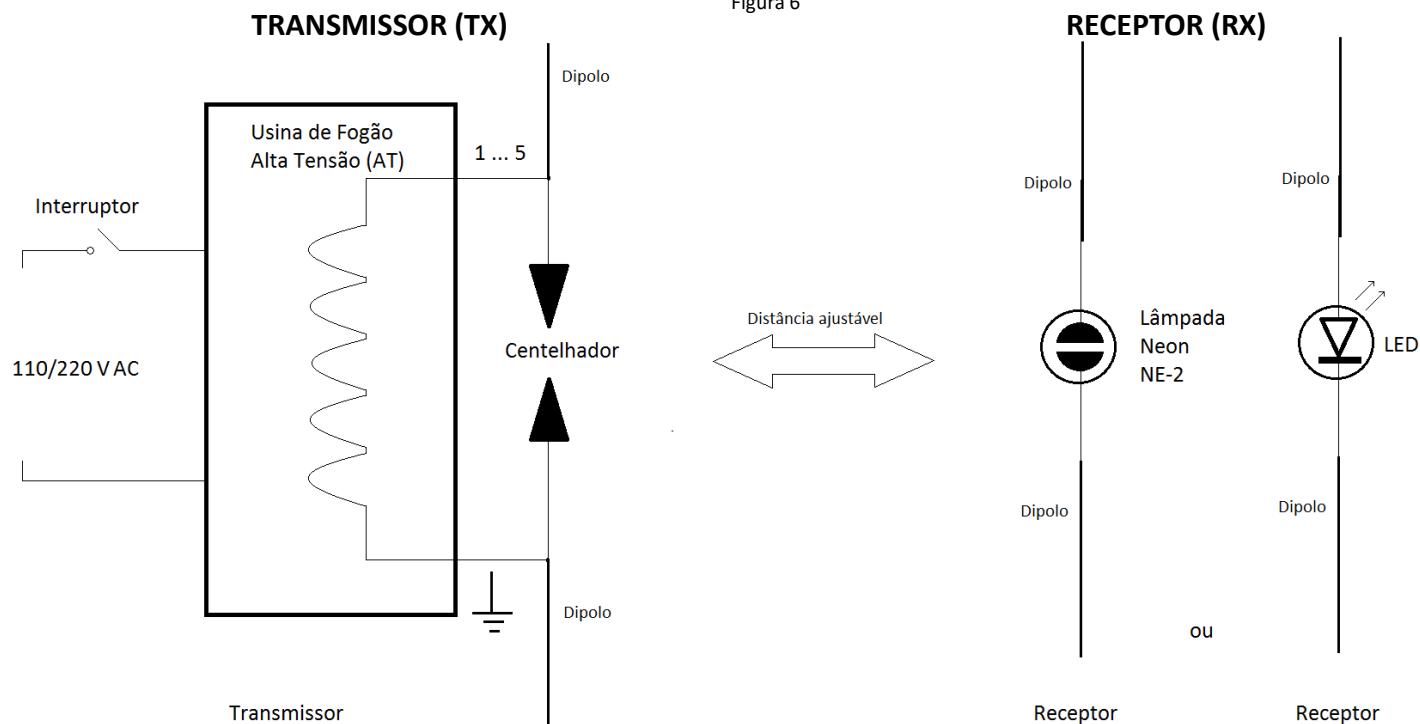 Figura 6
TRANSMISSOR (TX)
RECEPTOR (RX)
Dipolo
Usina de Fogão
Alta Tensão (AT)
1 ... 5
Interruptor
110/220 V AC
Centelhador
Dipolo
Transmissor
Distância ajustável
Dipolo
Lâmpada
Neon
NE-2
Dipolo
Receptor
ou
Dipolo
LED
Dipolo
Receptor